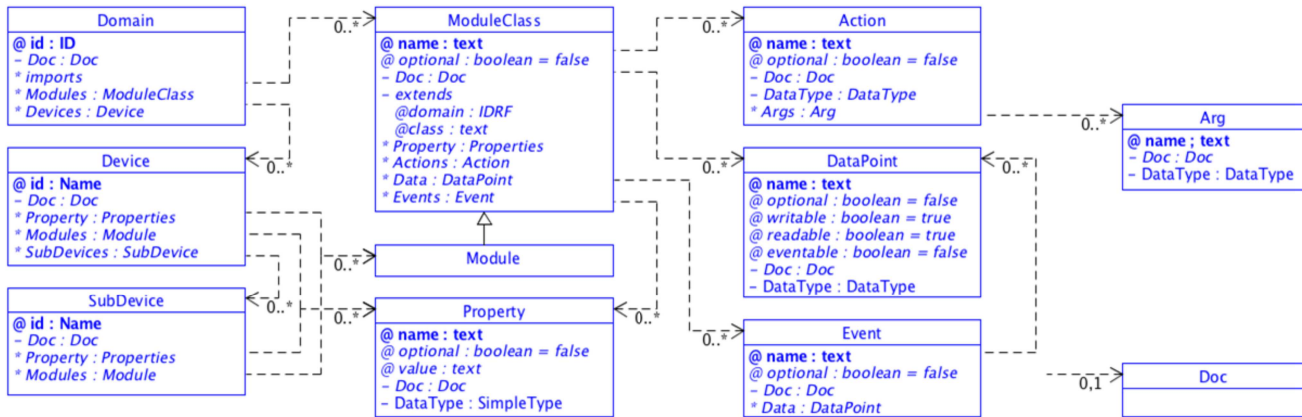 Domain
@ id : ID
– Doc : Doc
* imports
* Modules : ModuleClass
* Devices : Device
0..*
Device
@ id : Name
– Doc : Doc
* Property : Properties
* Modules : Module
* SubDevices : SubDevice
0..*
SubDevice
@ id : Name
– Doc : Doc
* Property : Properties
* Modules : Module
0..*
ModuleClass
@ name : text
@ optional : boolean = false
– Doc : Doc
– extends
@domain : IDRF
@class : text
* Property : Properties
* Actions : Action
* Data : DataPoint
* Events : Event
0..*
Module
0..*
Property
0..*
@ name : text
@ optional : boolean = false
@ value : text
– Doc : Doc
– DataType : SimpleType
0..*
Action
@ name : text
@ optional : boolean = false
– Doc : Doc
– DataType : DataType
* Args : Arg
0..*
DataPoint
0..*
@ name : text
@ optional : boolean = false
@ writable : boolean = true
@ readable : boolean = true
@ eventable : boolean = false
– Doc : Doc
– DataType : DataType
0..*
Event
@ name : text
@ optional : boolean = false
– Doc : Doc
* Data : DataPoint
0..*
Arg
@ name ; text
– Doc : Doc
– DataType : DataType
0,1
Doc